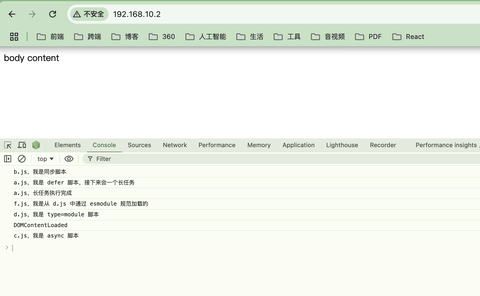 不安全 192.168.10.2
前端 跨端 博客 360 人工智能 生活 工具 音视频 PDF React
body content
Elements Console Sources Network Performance Memory Application Lighthouse Recorder Performance insights
top Filter
b.js, 我是同步脚本
a.js, 我是 defer 脚本, 接下来会一个长任务
a.js, 长任务执行完成
f.js, 我是从 d.js 中通过 esmodule 规范加载的
d.js, 我是 type=module 脚本
DOMContentLoaded
c.js, 我是 async 脚本